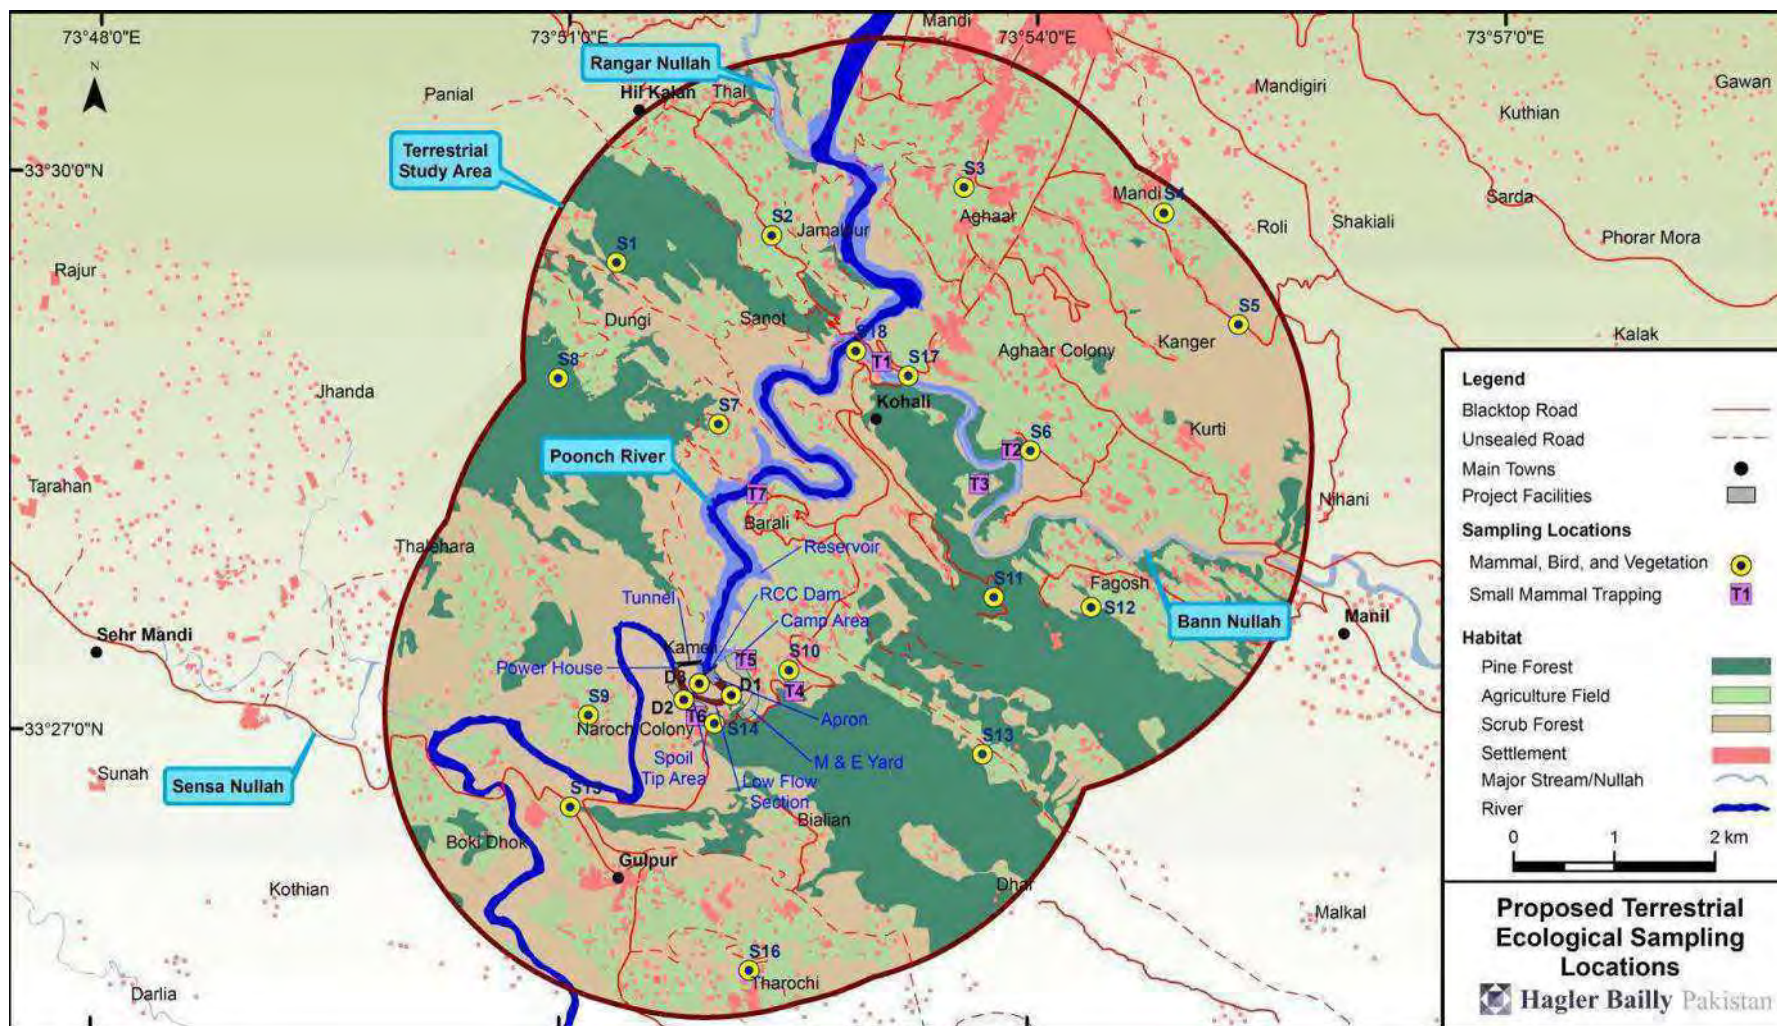 Mandi
73°48'0"E
73°51'0"E
73°54'0"E
73°57'0"E
N
Rangar Nullah
Panial
Hil Kalan
Thal
Mandigiri
Gawan
Kuthian
Terrestrial
Study Area
33°30'0"N
S3
Mandi
S4
Aghaar
Sarda
Roli
Shakiali
Phorar Mora
S2
Jamalpur
S1
Rajur
Dungi
Sanot
S5
Kanger
Kalak
S18
T1
S17
Aghaar Colony
S8
Jhanda
Kohali
S7
S6
Kurti
T2
Poonch River
T3
Tarahan
T7
Nihani
Barali
Thalehara
Reservoir
Tunnel
RCC Dam
S11
Fagosh
S12
Camp Area
Bann Nullah
Manil
Sehr Mandi
Kameh
Power House
T5
S10
D3
D1
T4
D2
S9
T6
S14
Apron
Naroch Colony
33°27'0"N
S13
Spoil
Tip Area
M & E Yard
Low Flow
Section
Sunah
Sensa Nullah
S15
Bialian
Boki Dhok
Gulpur
Kothian
Dhar
Malkal
S16
Tharochi
Darlia
Legend
Blacktop Road
Unsealed Road
Main Towns
Project Facilities
Sampling Locations
Mammal, Bird, and Vegetation
Small Mammal Trapping
T1
Habitat
Pine Forest
Agriculture Field
Scrub Forest
Settlement
Major Stream/Nullah
River
0 1 2 km
Proposed Terrestrial
Ecological Sampling
Locations
Hagler Bailly Pakistan